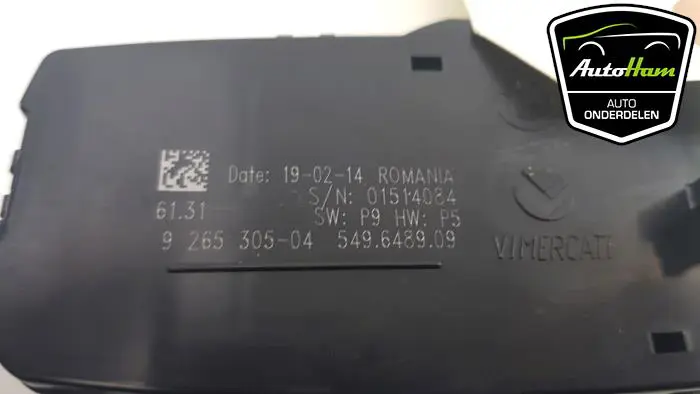 AutoHam
AUTO
ONDERDELEN
Date: 19-02-14 ROMANIA
S/N: 01514084
61.31
SW: P9 HW: P5
9 265 305-04 549.6489.09
VIMERCATI